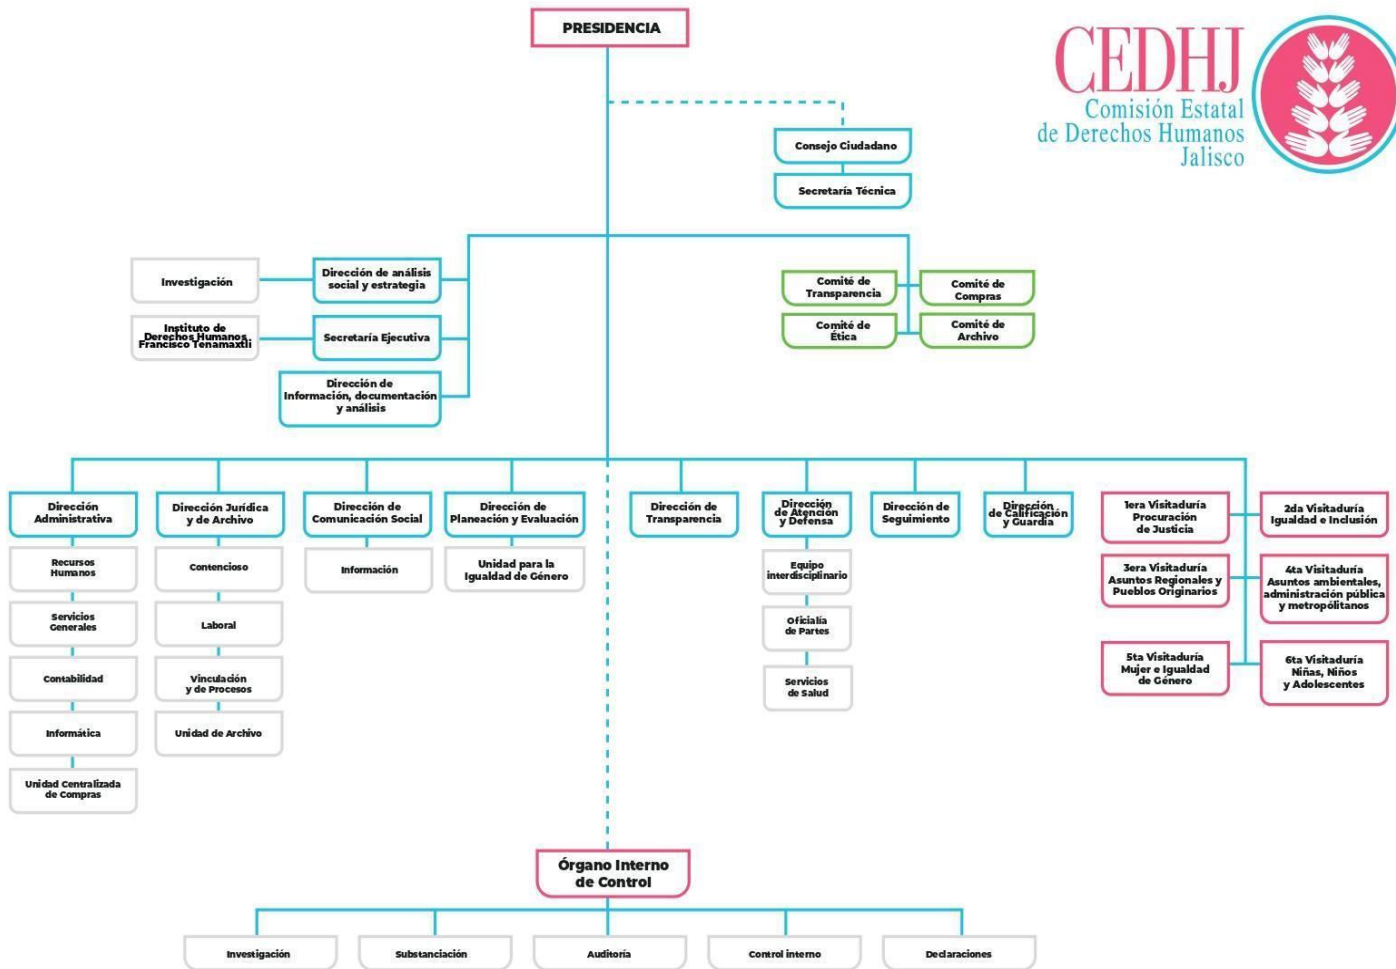 PRESIDENCIA
CEDHJ
Comisión Estatal
de Derechos Humanos
Jalisco
Consejo Ciudadano
Secretaría Técnica
Investigación
Dirección de análisis
social y estrategia
Instituto de
Derechos Humanos
Francisco Tenamaxtli
Secretaría Ejecutiva
Dirección de
Información, documentación
y análisis
Comité de
Transparencia
Comité de
Compras
Comité de
Ética
Comité de
Archivo
Dirección
Administrativa
Recursos
Humanos
Servicios
Generales
Contabilidad
Informática
Unidad Centralizada
de Compras
Dirección Jurídica
y de Archivo
Contencioso
Laboral
Vinculación
y de Procesos
Unidad de Archivo
Dirección de
Comunicación Social
Información
Dirección de
Planeación y Evaluación
Unidad para la
Igualdad de Género
Dirección de
Transparencia
Dirección
de Atención
y Defensa
Equipo
interdisciplinario
Oficialía
de Partes
Servicios
de Salud
Dirección de
Seguimiento
Dirección
de Calificación
y Guardia
1era Visitaduría
Procuración
de Justicia
2da Visitaduría
Igualdad e Inclusión
3era Visitaduría
Asuntos Regionales y
Pueblos Originarios
4ta Visitaduría
Asuntos ambientales,
administración pública
y metropólitanos
5ta Visitaduría
Mujer e Igualdad
de Género
6ta Visitaduría
Niñas, Niños
y Adolescentes
Órgano Interno
de Control
Investigación
Substanciación
Auditoría
Control interno
Declaraciones